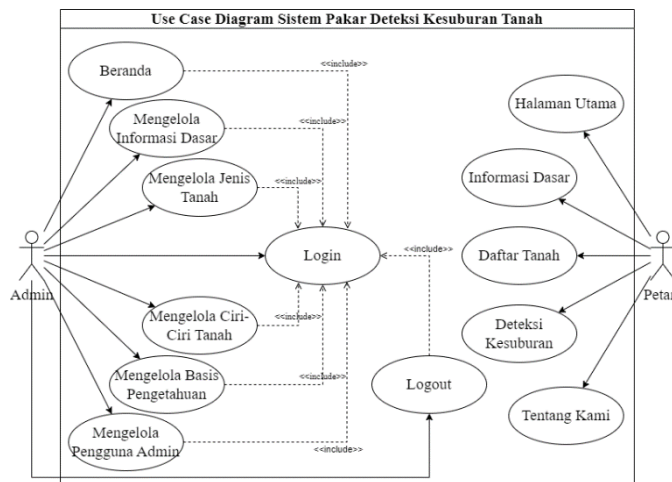 Use Case Diagram Sistem Pakar Deteksi Kesuburan Tanah
Beranda
<<include>>
Mengelola
Informasi Dasar
<<include>>
Mengelola Jenis
Tanah
<<include>>
Admin
Login
<<include>>
Mengelola Ciri-
Ciri Tanah
<<include>>
Mengelola Basis
Pengetahuan
<<include>>
Mengelola
Pengguna Admin
<<include>>
Logout
Halaman Utama
Informasi Dasar
Daftar Tanah
Deteksi
Kesuburan
Tentang Kami